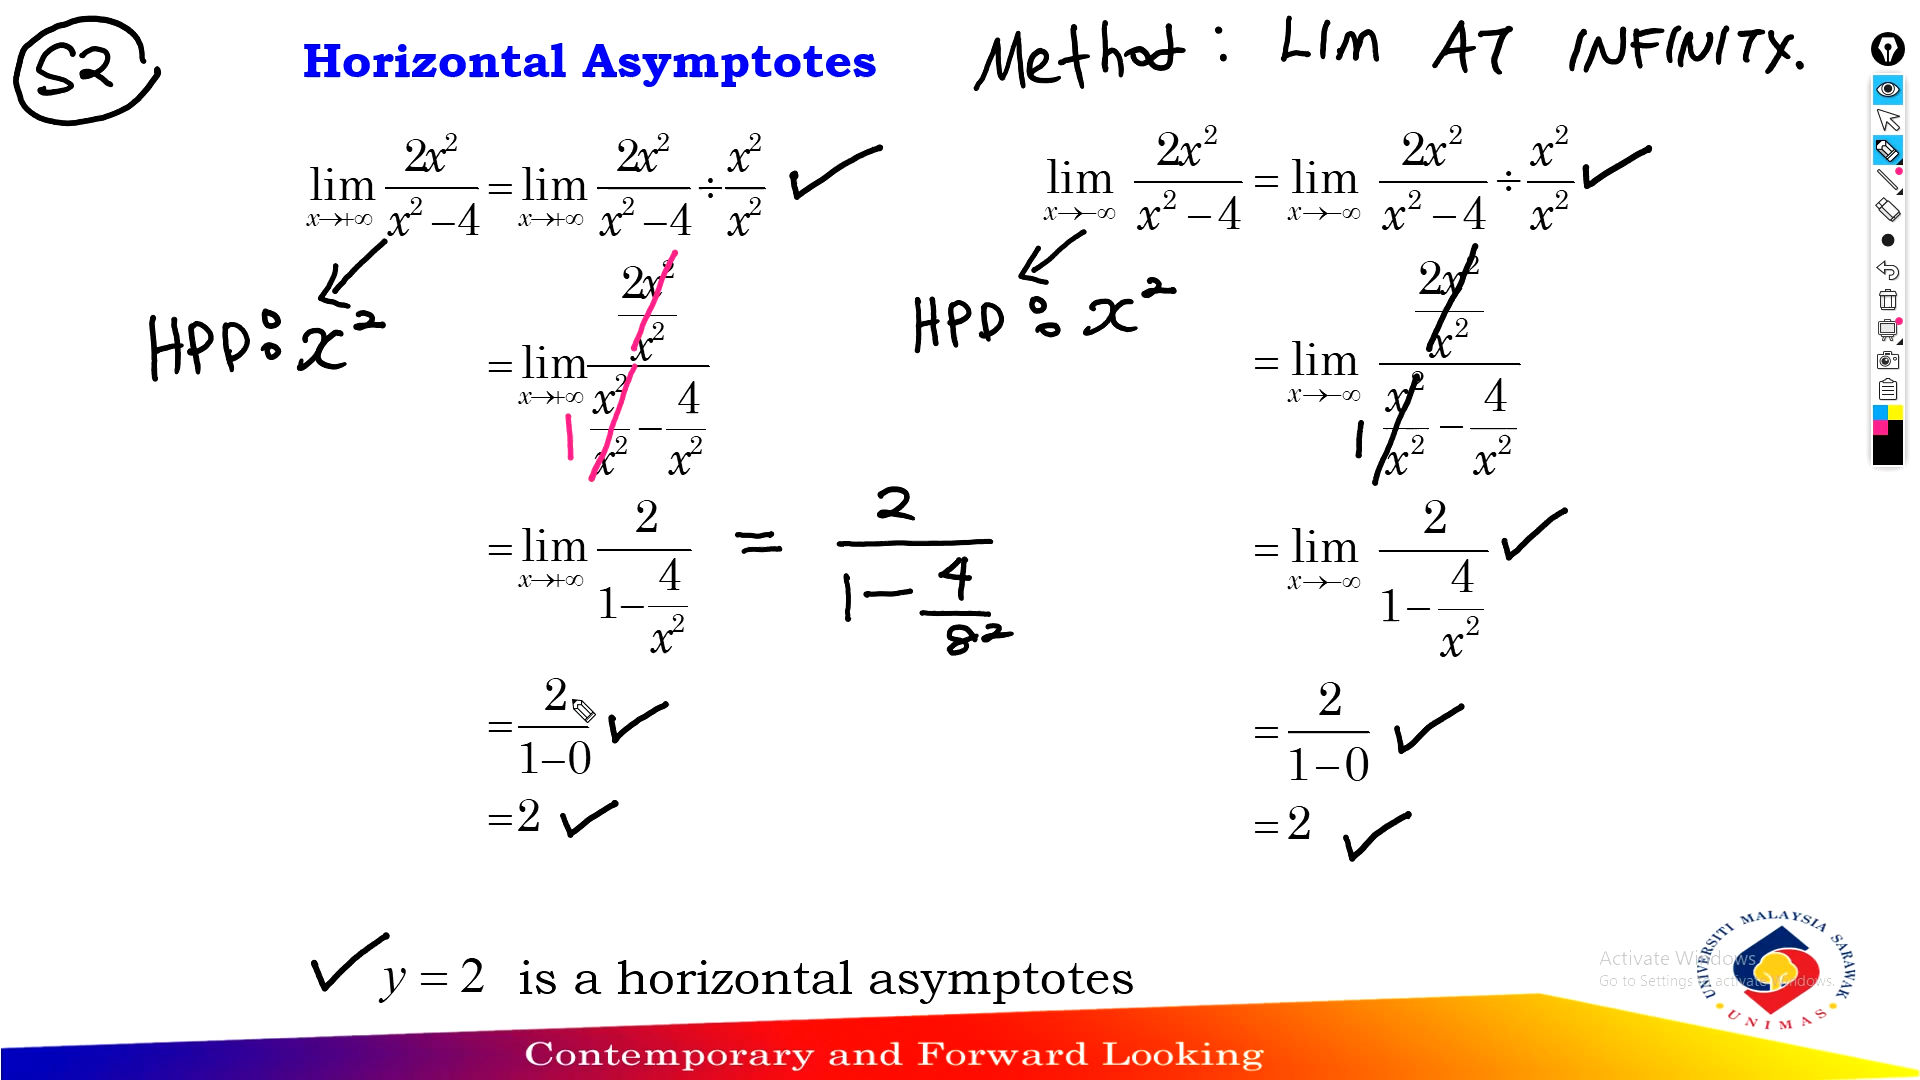 S2
Horizontal Asymptotes
Method: LIM AT INFINITY.
lim x→+∞ 2x²/(x² − 4) = lim x→+∞ 2x²/(x² − 4) ÷ x²/x² ✓
HPD: x²
= lim x→+∞ (2x²/x²)/(x²/x² − 4/x²)
1
= lim x→+∞ 2/(1 − 4/x²) = 2/(1 − 4/∞²)
= 2/(1 − 0) ✓
= 2 ✓
lim x→−∞ 2x²/(x² − 4) = lim x→−∞ 2x²/(x² − 4) ÷ x²/x² ✓
HPD: x²
= lim x→−∞ (2x²/x²)/(x²/x² − 4/x²)
1
= lim x→−∞ 2/(1 − 4/x²) ✓
= 2/(1 − 0) ✓
= 2 ✓
✓ y = 2 is a horizontal asymptotes
Activate Windows
Go to Settings to activate Windows.
UNIVERSITI MALAYSIA SARAWAK
UNIMAS
Contemporary and Forward Looking